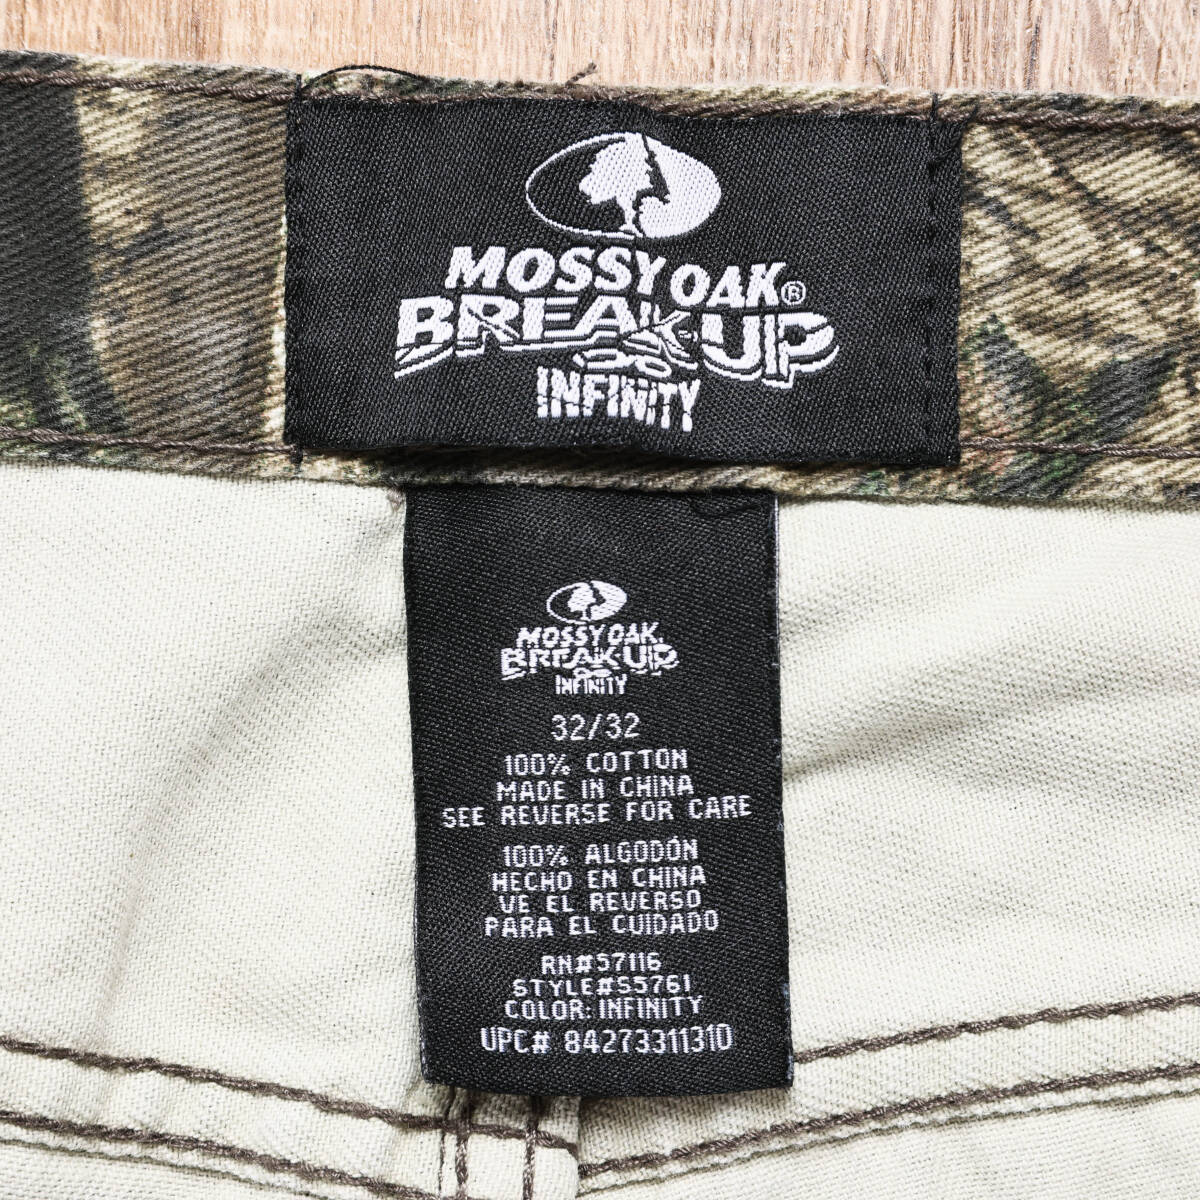 MOSSY OAK®
BREAK-UP
INFINITY
MOSSY OAK.
BREAK-UP
INFINITY
32/32
100% COTTON
MADE IN CHINA
SEE REVERSE FOR CARE
100% ALGODÓN
HECHO EN CHINA
VE EL REVERSO
PARA EL CUIDADO
RN#57116
STYLE#S5761
COLOR: INFINITY
UPC# 84273311310